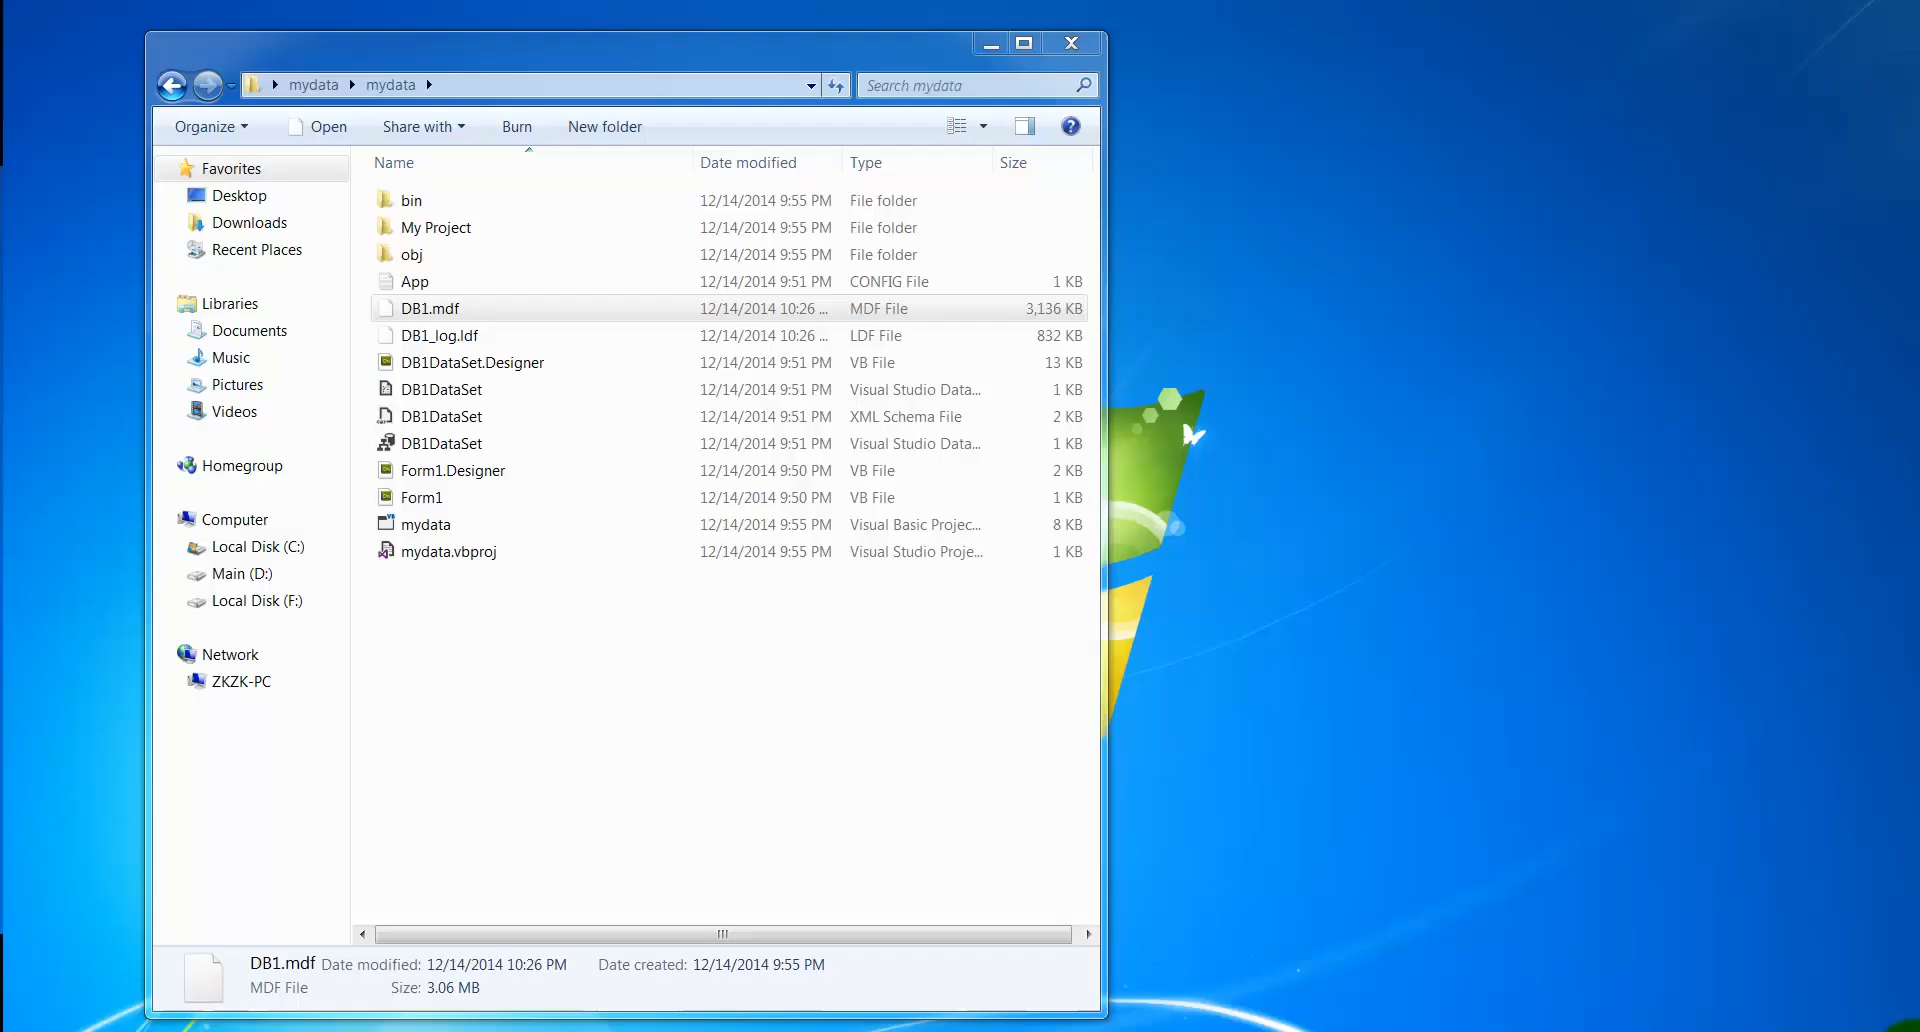 mydata mydata
Search mydata
Organize Open Share with Burn New folder
Name Date modified Type Size
Favorites
Desktop
Downloads
Recent Places
Libraries
Documents
Music
Pictures
Videos
Homegroup
Computer
Local Disk (C:)
Main (D:)
Local Disk (F:)
Network
ZKZK-PC
bin 12/14/2014 9:55 PM File folder
My Project 12/14/2014 9:55 PM File folder
obj 12/14/2014 9:55 PM File folder
App 12/14/2014 9:51 PM CONFIG File 1 KB
DB1.mdf 12/14/2014 10:26 ... MDF File 3,136 KB
DB1_log.ldf 12/14/2014 10:26 ... LDF File 832 KB
DB1DataSet.Designer 12/14/2014 9:51 PM VB File 13 KB
DB1DataSet 12/14/2014 9:51 PM Visual Studio Data... 1 KB
DB1DataSet 12/14/2014 9:51 PM XML Schema File 2 KB
DB1DataSet 12/14/2014 9:51 PM Visual Studio Data... 1 KB
Form1.Designer 12/14/2014 9:50 PM VB File 2 KB
Form1 12/14/2014 9:50 PM VB File 1 KB
mydata 12/14/2014 9:55 PM Visual Basic Projec... 8 KB
mydata.vbproj 12/14/2014 9:55 PM Visual Studio Proje... 1 KB
DB1.mdf Date modified: 12/14/2014 10:26 PM Date created: 12/14/2014 9:55 PM
MDF File Size: 3.06 MB